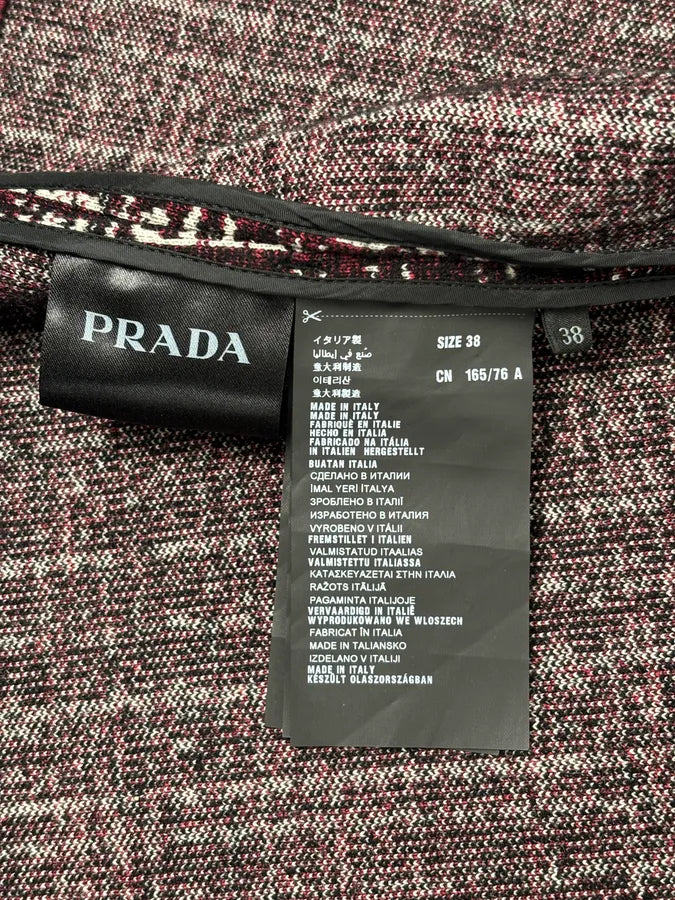 PRADA
イタリア製
صنع في إيطاليا
意大利制造
이태리산
意大利製造
MADE IN ITALY
MADE IN ITALY
FABRIQUÉ EN ITALIE
HECHO EN ITALIA
FABRICADO NA ITÁLIA
IN ITALIEN HERGESTELLT
BUATAN ITALIA
СДЕЛАНО В ИТАЛИИ
İMAL YERİ İTALYA
ЗРОБЛЕНО В ІТАЛІЇ
ИЗРАБОТЕНО В ИТАЛИЯ
VYROBENO V ITÁLII
FREMSTILLET I ITALIEN
VALMISTATUD ITAALIAS
VALMISTETTU ITALIASSA
ΚΑΤΑΣΚΕΥΑΖΕΤΑΙ ΣΤΗΝ ΙΤΑΛΙΑ
RAŽOTS ITĀLIJĀ
PAGAMINTA ITALIJOJE
VERVAARDIGD IN ITALIË
WYPRODUKOWANO WE WLOSZECH
FABRICAT ÎN ITALIA
MADE IN TALIANSKO
IZDELANO V ITALIJI
MADE IN ITALY
KÉSZÜLT OLASZORSZÁGBAN
SIZE 38
CN 165/76 A
38